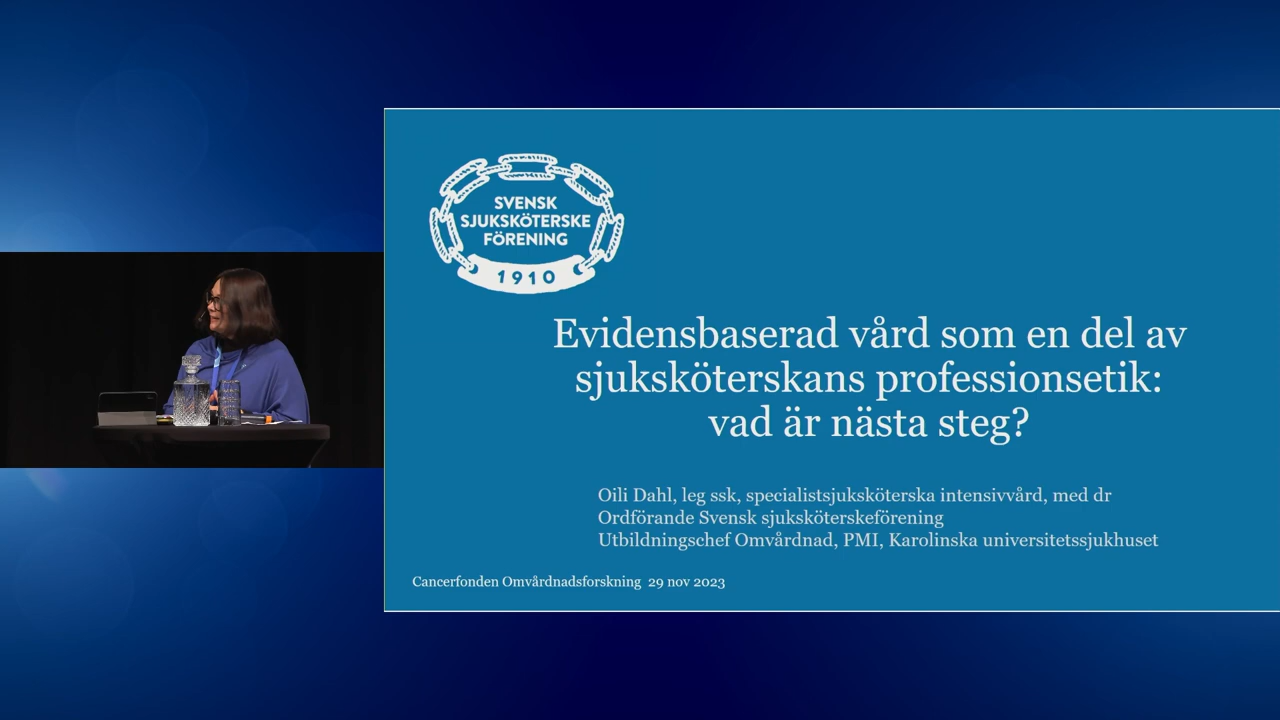 SVENSK
SJUKSKÖTERSKE
FÖRENING
1910
Evidensbaserad vård som en del av
sjuksköterskans professionsetik:
vad är nästa steg?
Oili Dahl, leg ssk, specialistsjuksköterska intensivvård, med dr
Ordförande Svensk sjuksköterskeförening
Utbildningschef Omvårdnad, PMI, Karolinska universitetssjukhuset
Cancerfonden Omvårdnadsforskning 29 nov 2023